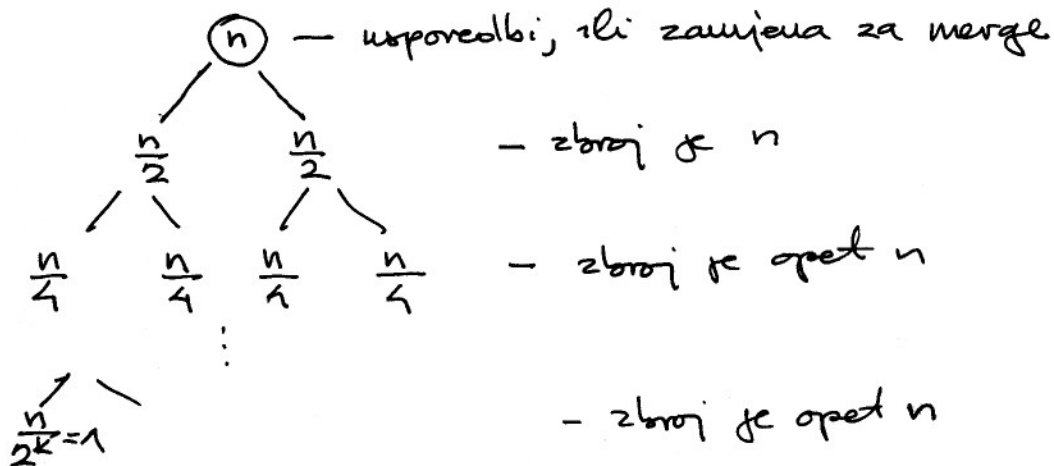 n — usporedbi, ili zamjena za merge
n/2 n/2 - zbroj je n
n/4 n/4 n/4 n/4 - zbroj je opet n
⋮
n/2^k = 1 - zbroj je opet n